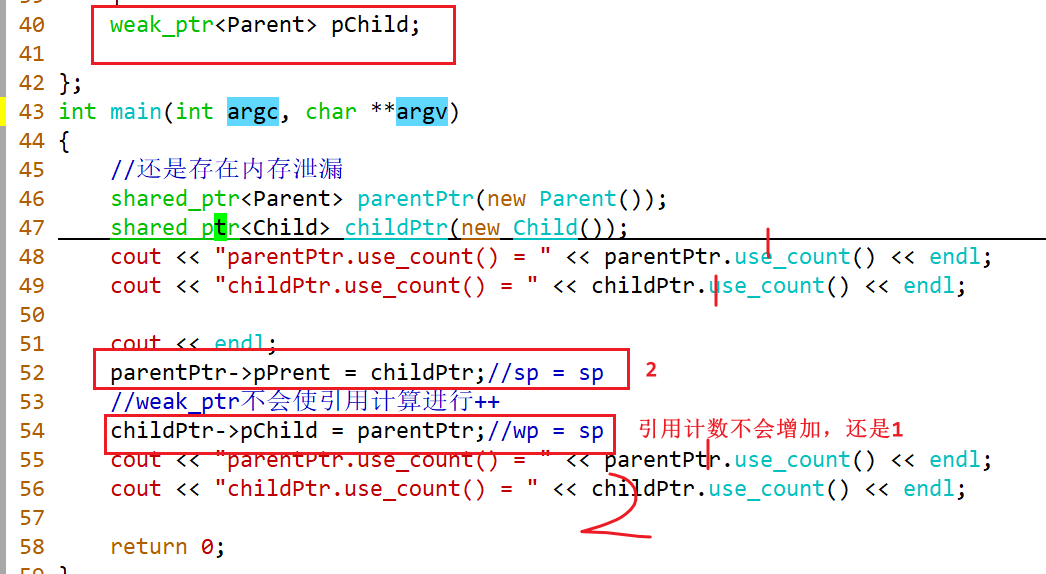 40 weak_ptr<Parent> pChild;
41
42 };
43 int main(int argc, char **argv)
44 {
45 //还是存在内存泄漏
46 shared_ptr<Parent> parentPtr(new Parent());
47 shared_ptr<Child> childPtr(new Child());
48 cout << "parentPtr.use_count() = " << parentPtr.use_count() << endl;
49 cout << "childPtr.use_count() = " << childPtr.use_count() << endl;
50
51 cout << endl;
52 parentPtr->pPrent = childPtr;//sp = sp 2
53 //weak_ptr不会使引用计算进行++
54 childPtr->pChild = parentPtr;//wp = sp 引用计数不会增加，还是1
55 cout << "parentPtr.use_count() = " << parentPtr.use_count() << endl;
56 cout << "childPtr.use_count() = " << childPtr.use_count() << endl;
2
57
58 return 0;